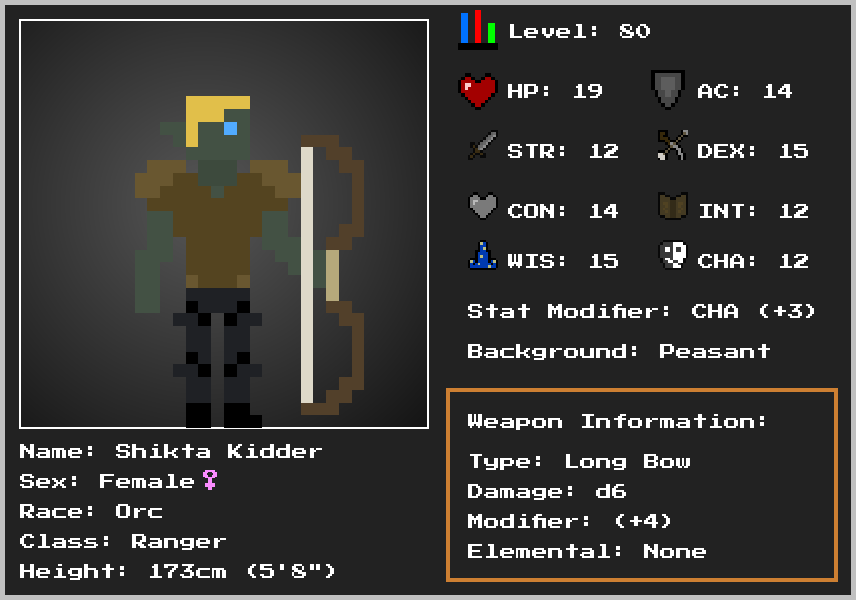 Level: 80
HP: 19
AC: 14
STR: 12
DEX: 15
CON: 14
INT: 12
WIS: 15
CHA: 12
Stat Modifier: CHA (+3)
Background: Peasant
Weapon Information:
Type: Long Bow
Damage: d6
Modifier: (+4)
Elemental: None
Name: Shikta Kidder
Sex: Female♀
Race: Orc
Class: Ranger
Height: 173cm (5'8")